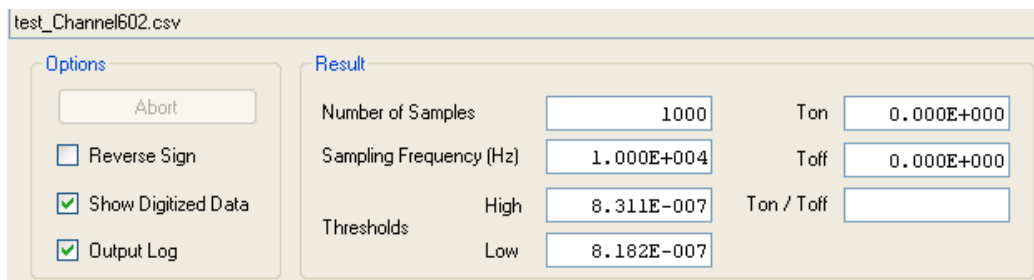 test_Channel602.csv
Options
Abort
Reverse Sign
Show Digitized Data
Output Log
Result
Number of Samples 1000 Ton 0.000E+000
Sampling Frequency (Hz) 1.000E+004 Toff 0.000E+000
Thresholds High 8.311E-007 Ton / Toff
Low 8.182E-007